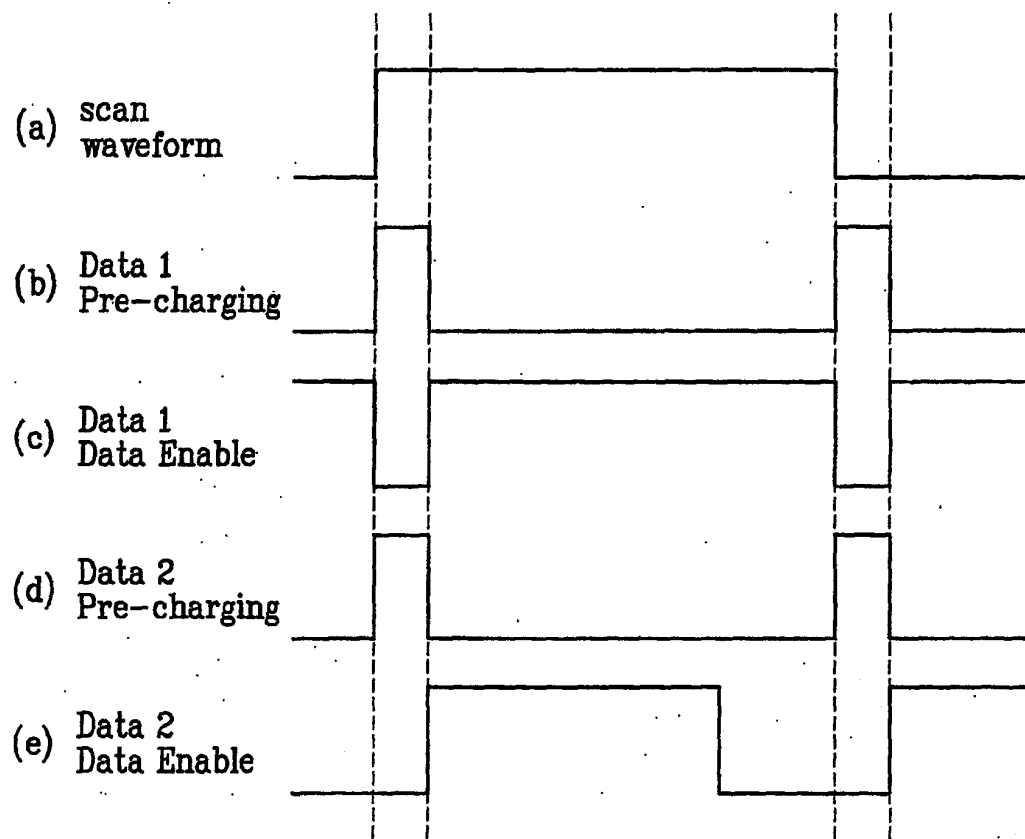 (a) scan
waveform
(b) Data 1
Pre-charging
(c) Data 1
Data Enable
(d) Data 2
Pre-charging
(e) Data 2
Data Enable